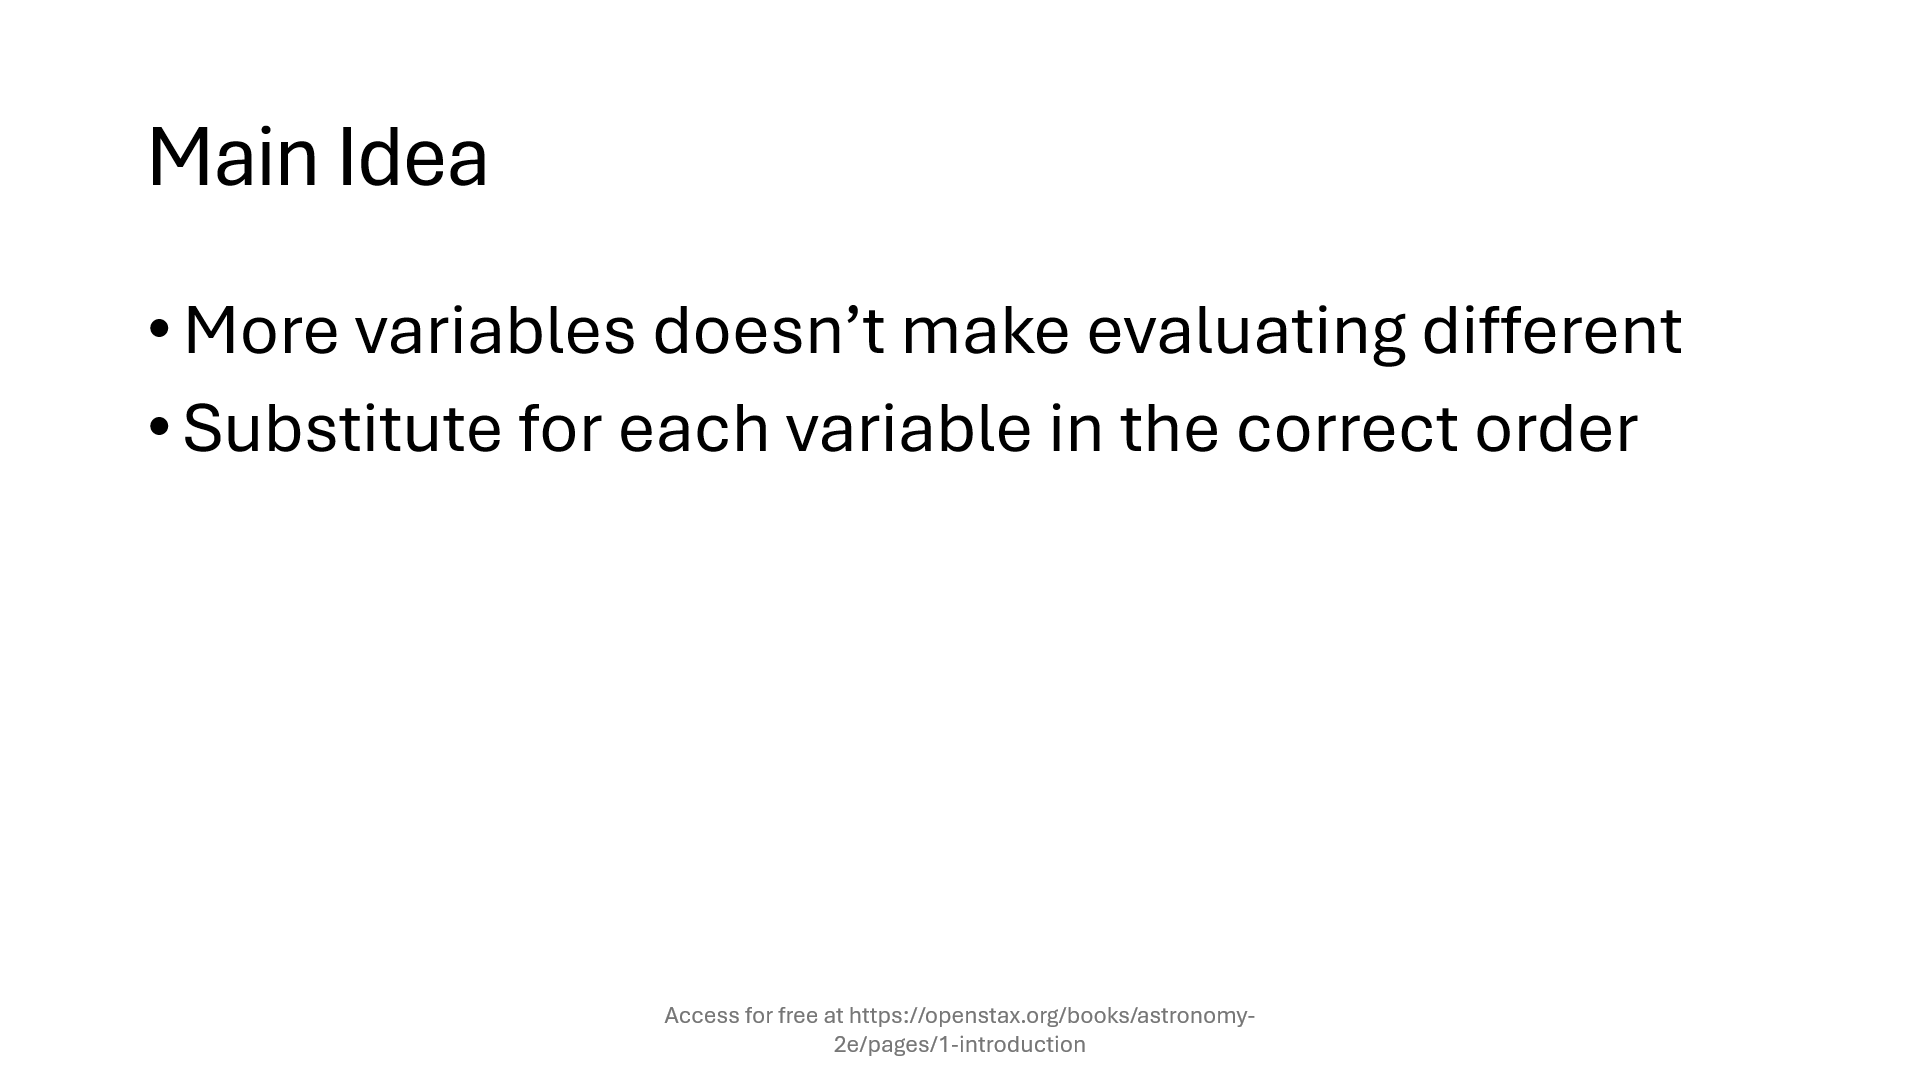 Main Idea
• More variables doesn’t make evaluating different
• Substitute for each variable in the correct order
Access for free at https://openstax.org/books/astronomy-
2e/pages/1-introduction